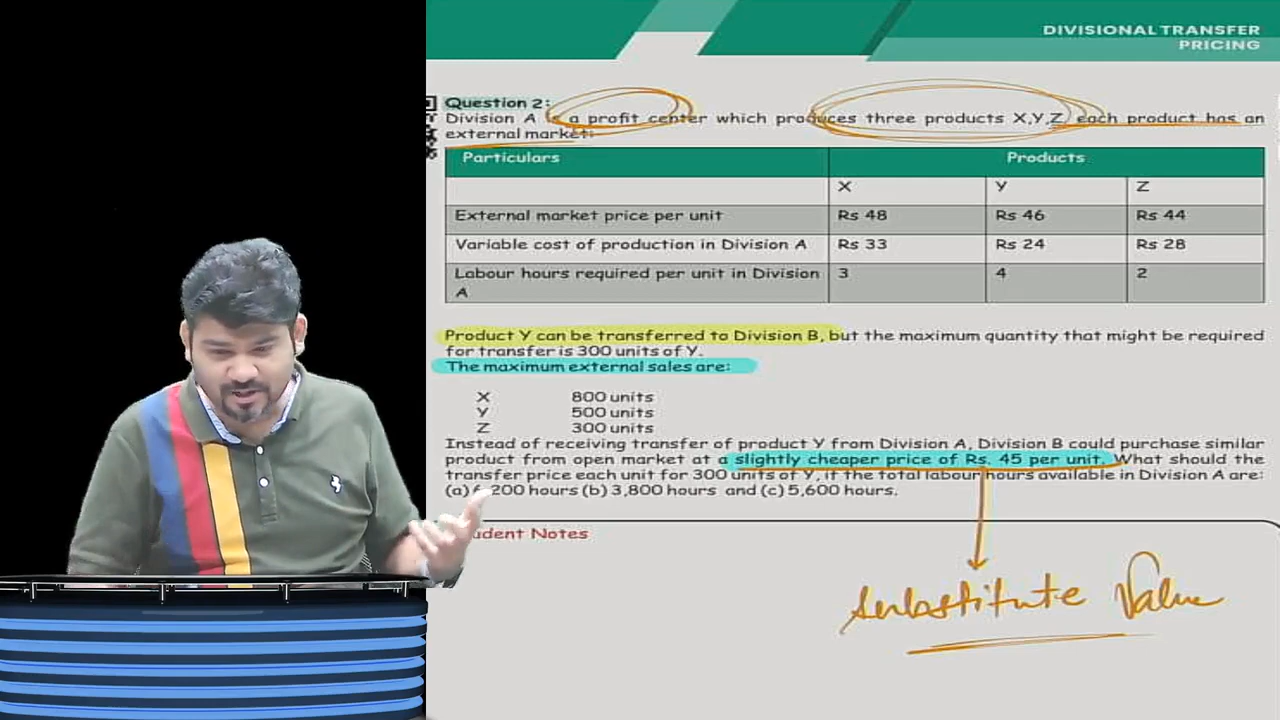 DIVISIONAL TRANSFER
PRICING
Question 2:
Division A is a profit center which produces three products X,Y,Z each product has an
external market:
Particulars Products
X Y Z
External market price per unit Rs 48 Rs 46 Rs 44
Variable cost of production in Division A Rs 33 Rs 24 Rs 28
Labour hours required per unit in Division 3 4 2
A
Product Y can be transferred to Division B, but the maximum quantity that might be required
for transfer is 300 units of Y.
The maximum external sales are:
X 800 units
Y 500 units
Z 300 units
Instead of receiving transfer of product Y from Division A, Division B could purchase similar
product from open market at a slightly cheaper price of Rs. 45 per unit. What should the
transfer price each unit for 300 units of Y, if the total labour hours available in Division A are:
(a) 200 hours (b) 3,800 hours and (c) 5,600 hours.
Notes
Substitute Value